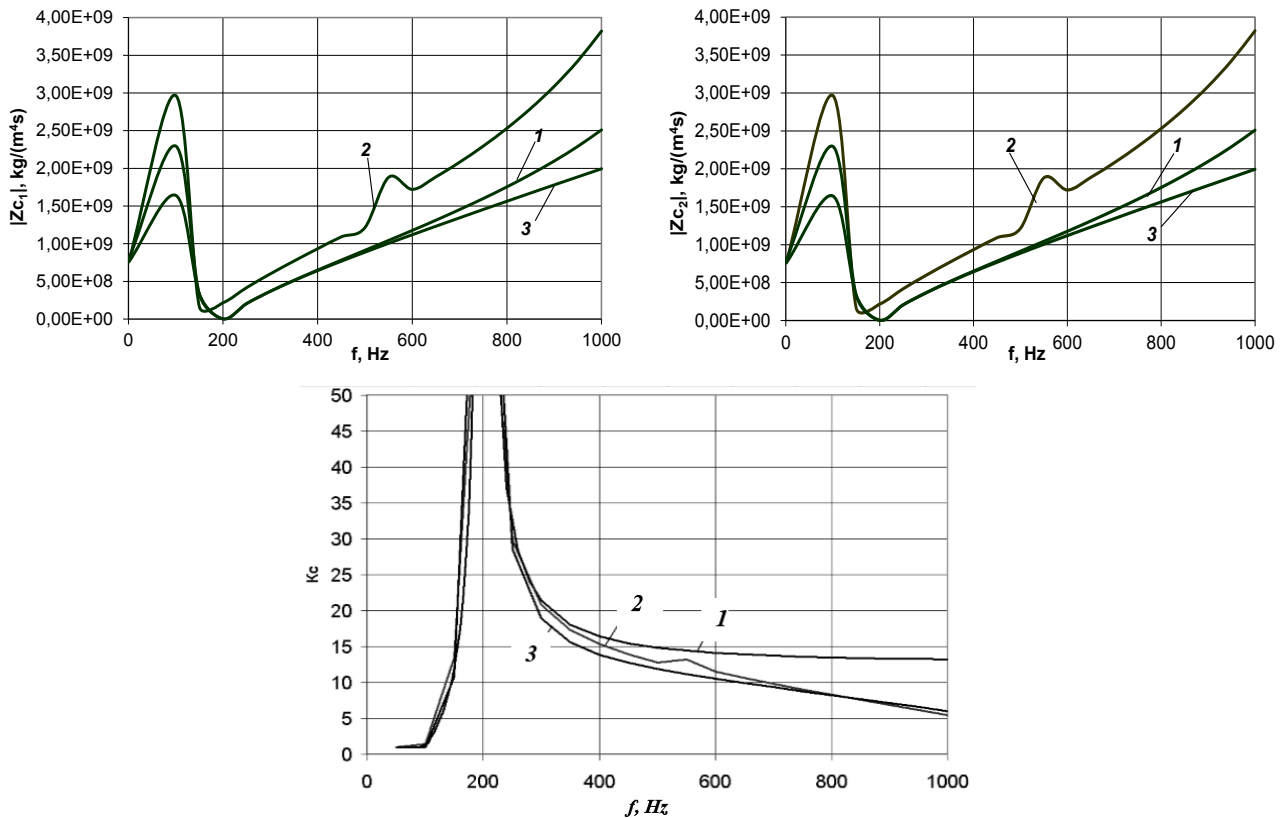 |Zc₁|, kg/(m⁴s)
4,00E+09
3,50E+09
3,00E+09
2,50E+09
2,00E+09
1,50E+09
1,00E+09
5,00E+08
0,00E+00
2
1
3
0 200 400 600 800 1000
f, Hz
|Zc₂|, kg/(m⁴s)
4,00E+09
3,50E+09
3,00E+09
2,50E+09
2,00E+09
1,50E+09
1,00E+09
5,00E+08
0,00E+00
2
1
3
0 200 400 600 800 1000
f, Hz
Kc
50
45
40
35
30
25
20
15
10
5
0
2
1
3
0 200 400 600 800 1000
f, Hz